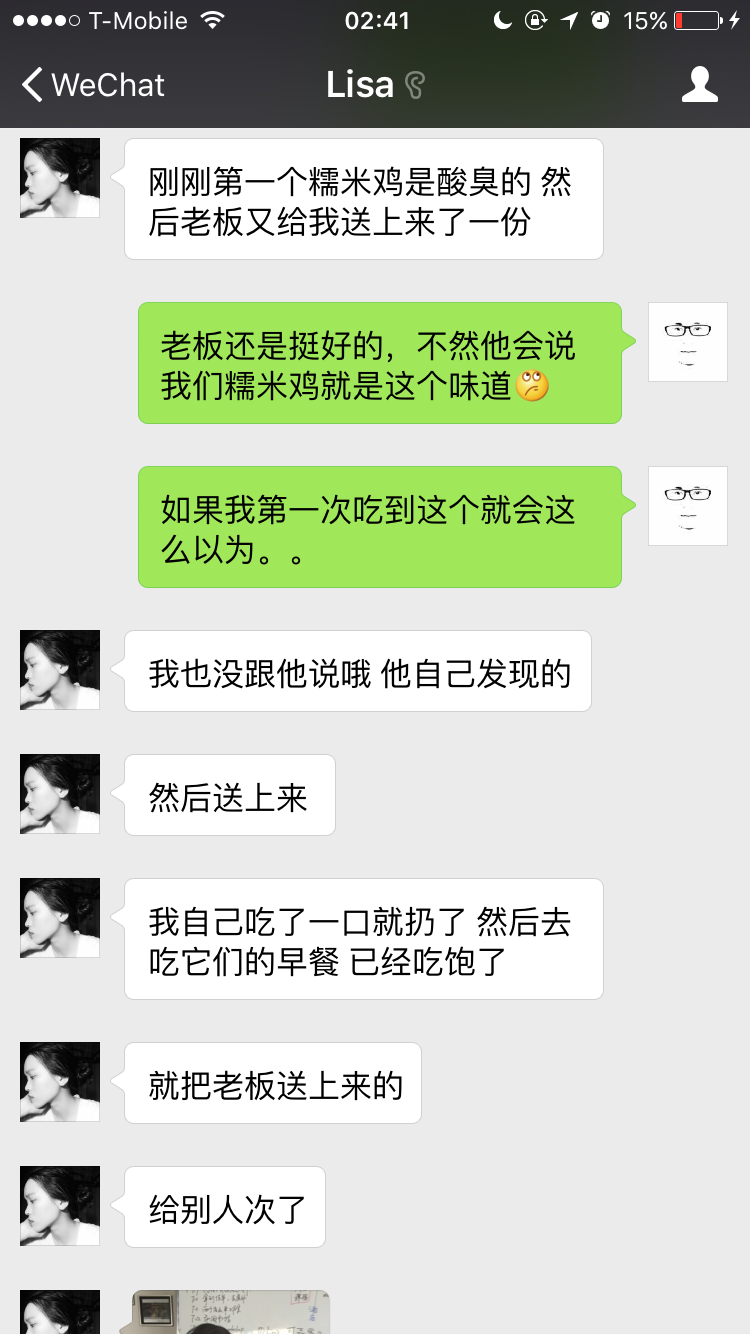 T-Mobile 02:41 15%
WeChat Lisa
刚刚第一个糯米鸡是酸臭的 然
后老板又给我送上来了一份
老板还是挺好的，不然他会说
我们糯米鸡就是这个味道
如果我第一次吃到这个就会这
么以为。。
我也没跟他说哦 他自己发现的
然后送上来
我自己吃了一口就扔了 然后去
吃它们的早餐 已经吃饱了
就把老板送上来的
给别人次了